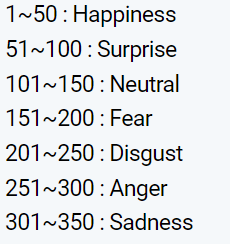 1~50 : Happiness
51~100 : Surprise
101~150 : Neutral
151~200 : Fear
201~250 : Disgust
251~300 : Anger
301~350 : Sadness